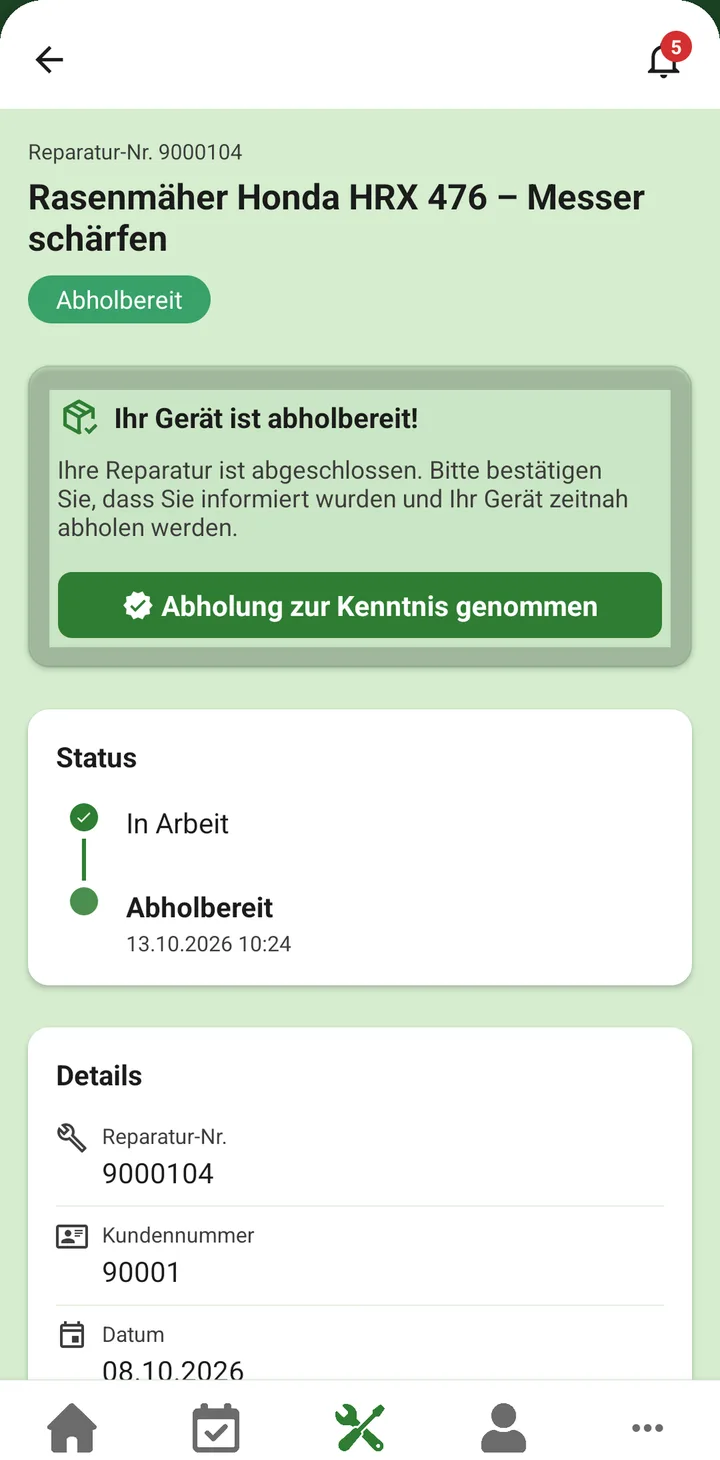 5
Reparatur-Nr. 9000104
Rasenmäher Honda HRX 476 – Messer
schärfen
Abholbereit
Ihr Gerät ist abholbereit!
Ihre Reparatur ist abgeschlossen. Bitte bestätigen
Sie, dass Sie informiert wurden und Ihr Gerät zeitnah
abholen werden.
Abholung zur Kenntnis genommen
Status
In Arbeit
Abholbereit
13.10.2026 10:24
Details
Reparatur-Nr.
9000104
Kundennummer
90001
Datum
08.10.2026